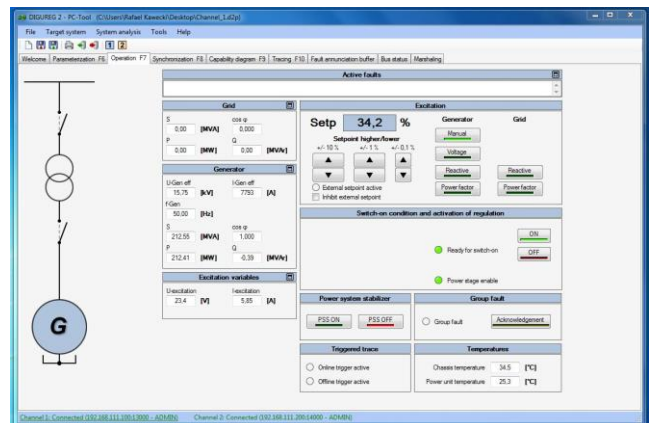 DIGUREG 2 - PC-Tool (C:\Users\Rafael Kawecki\Desktop\Channel_1.d2p)
File Target system System analysis Tools Help
1 2
Welcome Parameterization F6 Operation F7 Synchronization F8 Capability diagram F9 Tracing F10 Fault annunciation buffer Bus status Marshaling
Active faults
Grid
S cos φ
0,00 [MVA] 0,000
P Q
0,00 [MW] 0,00 [MVAr]
Generator
U-Gen eff I-Gen eff
15,75 [kV] 7793 [A]
f-Gen
50,00 [Hz]
S cos φ
212,55 [MVA] 1,000
P Q
212,41 [MW] -0,39 [MVAr]
Excitation variables
U-excitation I-excitation
23,4 [V] 5,85 [A]
G
Excitation
Setp 34,2 %
Setpoint higher/lower
+/- 10 % +/- 1 % +/- 0,1 %
External setpoint active
Inhibit external setpoint
Generator Grid
Manual
Voltage
Reactive Reactive
Power factor Power factor
Switch-on condition and activation of regulation
ON
Ready for switch-on OFF
Power stage enable
Power system stabilizer
PSS ON PSS OFF
Group fault
Group fault Acknowledgement
Triggered trace
Online trigger active
Offline trigger active
Temperatures
Chassis temperature 34,5 [°C]
Power unit temperature 25,3 [°C]
Channel 1: Connected (192.168.111.100:13000 - ADMIN) Channel 2: Connected (192.168.111.200:14000 - ADMIN)